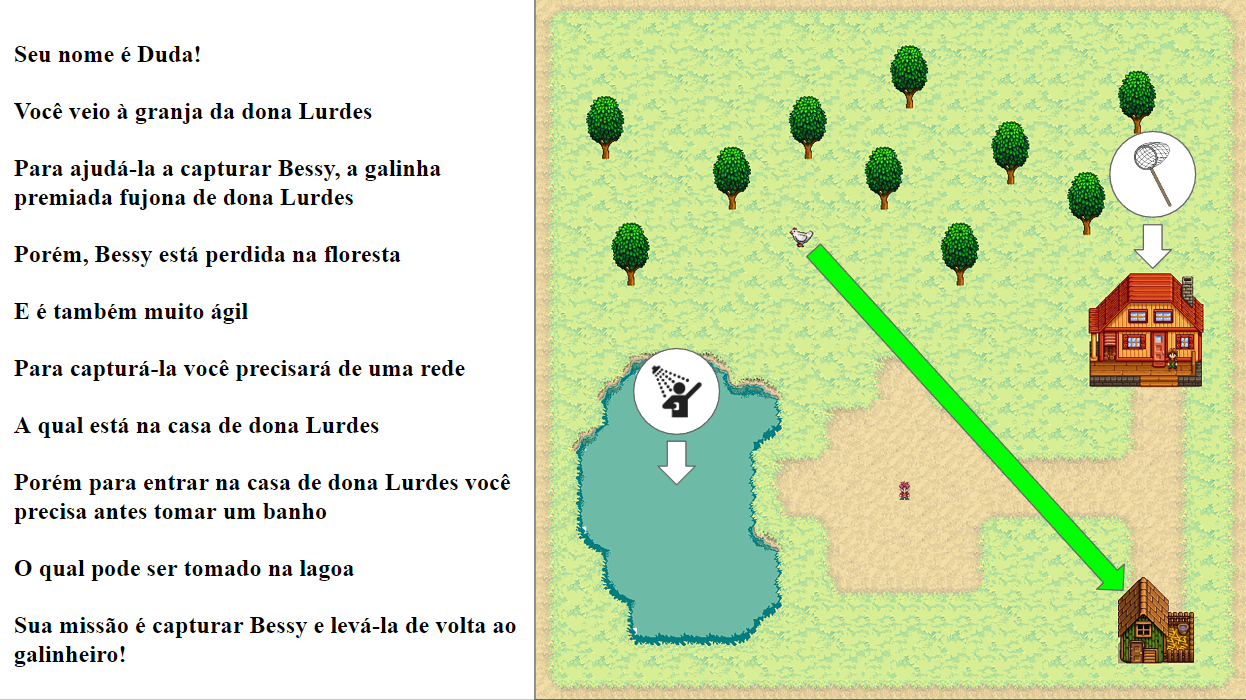 Seu nome é Duda!
Você veio à granja da dona Lurdes
Para ajudá-la a capturar Bessy, a galinha
premiada fujona de dona Lurdes
Porém, Bessy está perdida na floresta
E é também muito ágil
Para capturá-la você precisará de uma rede
A qual está na casa de dona Lurdes
Porém para entrar na casa de dona Lurdes você
precisa antes tomar um banho
O qual pode ser tomado na lagoa
Sua missão é capturar Bessy e levá-la de volta ao
galinheiro!